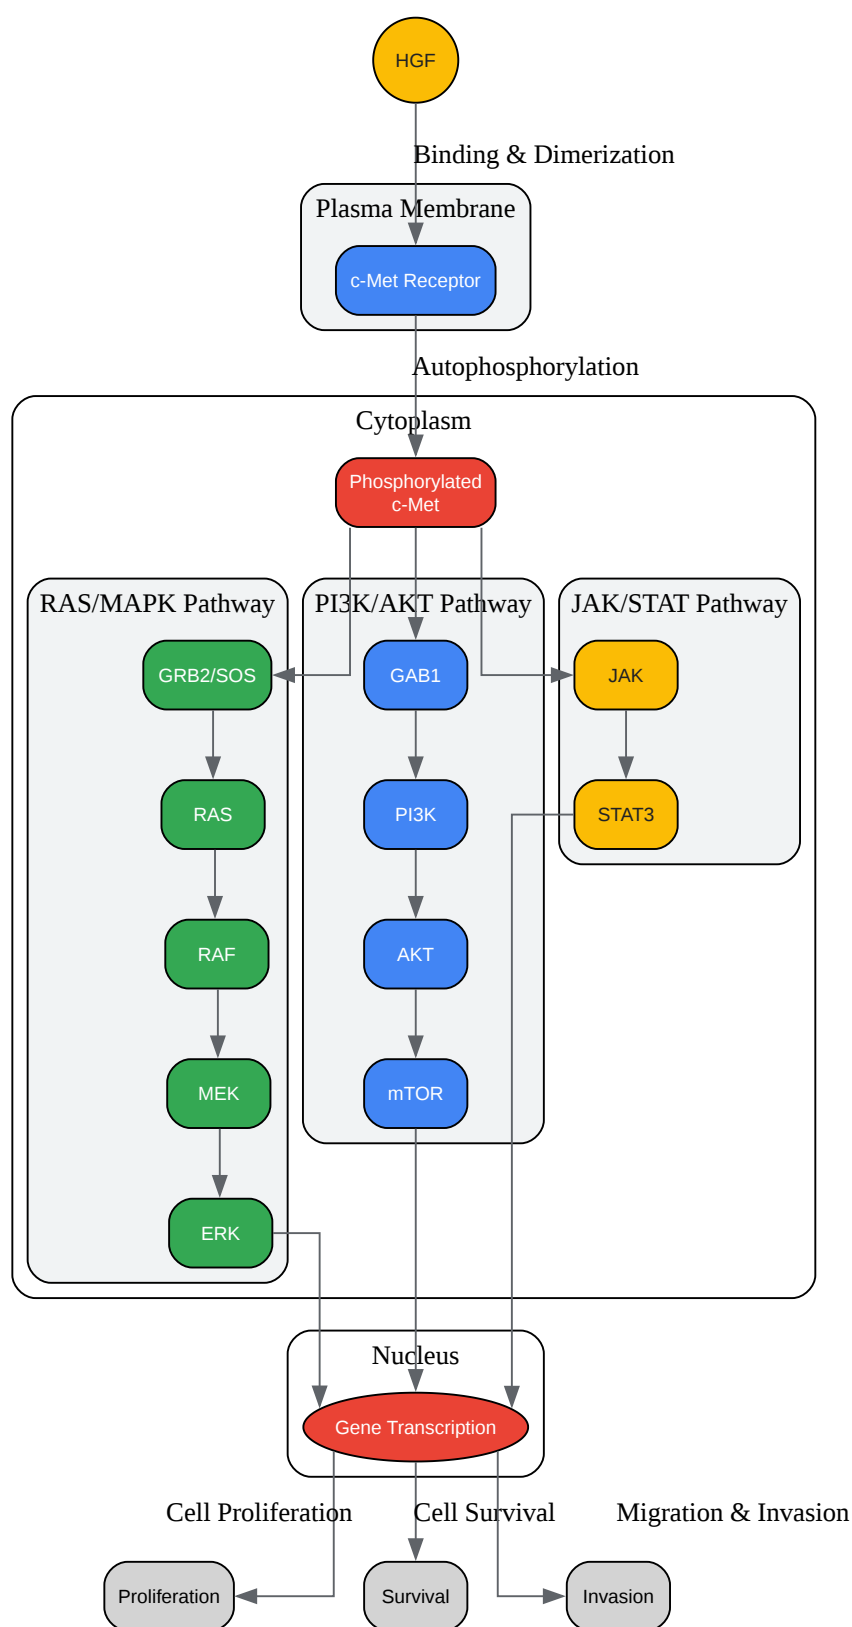 HGF
Binding & Dimerization
Plasma Membrane
c-Met Receptor
Autophosphorylation
Cytoplasm
Phosphorylated
c-Met
RAS/MAPK Pathway
PI3K/AKT Pathway
JAK/STAT Pathway
GRB2/SOS
GAB1
JAK
RAS
PI3K
STAT3
RAF
AKT
MEK
mTOR
ERK
Nucleus
Gene Transcription
Cell Proliferation
Cell Survival
Migration & Invasion
Proliferation
Survival
Invasion